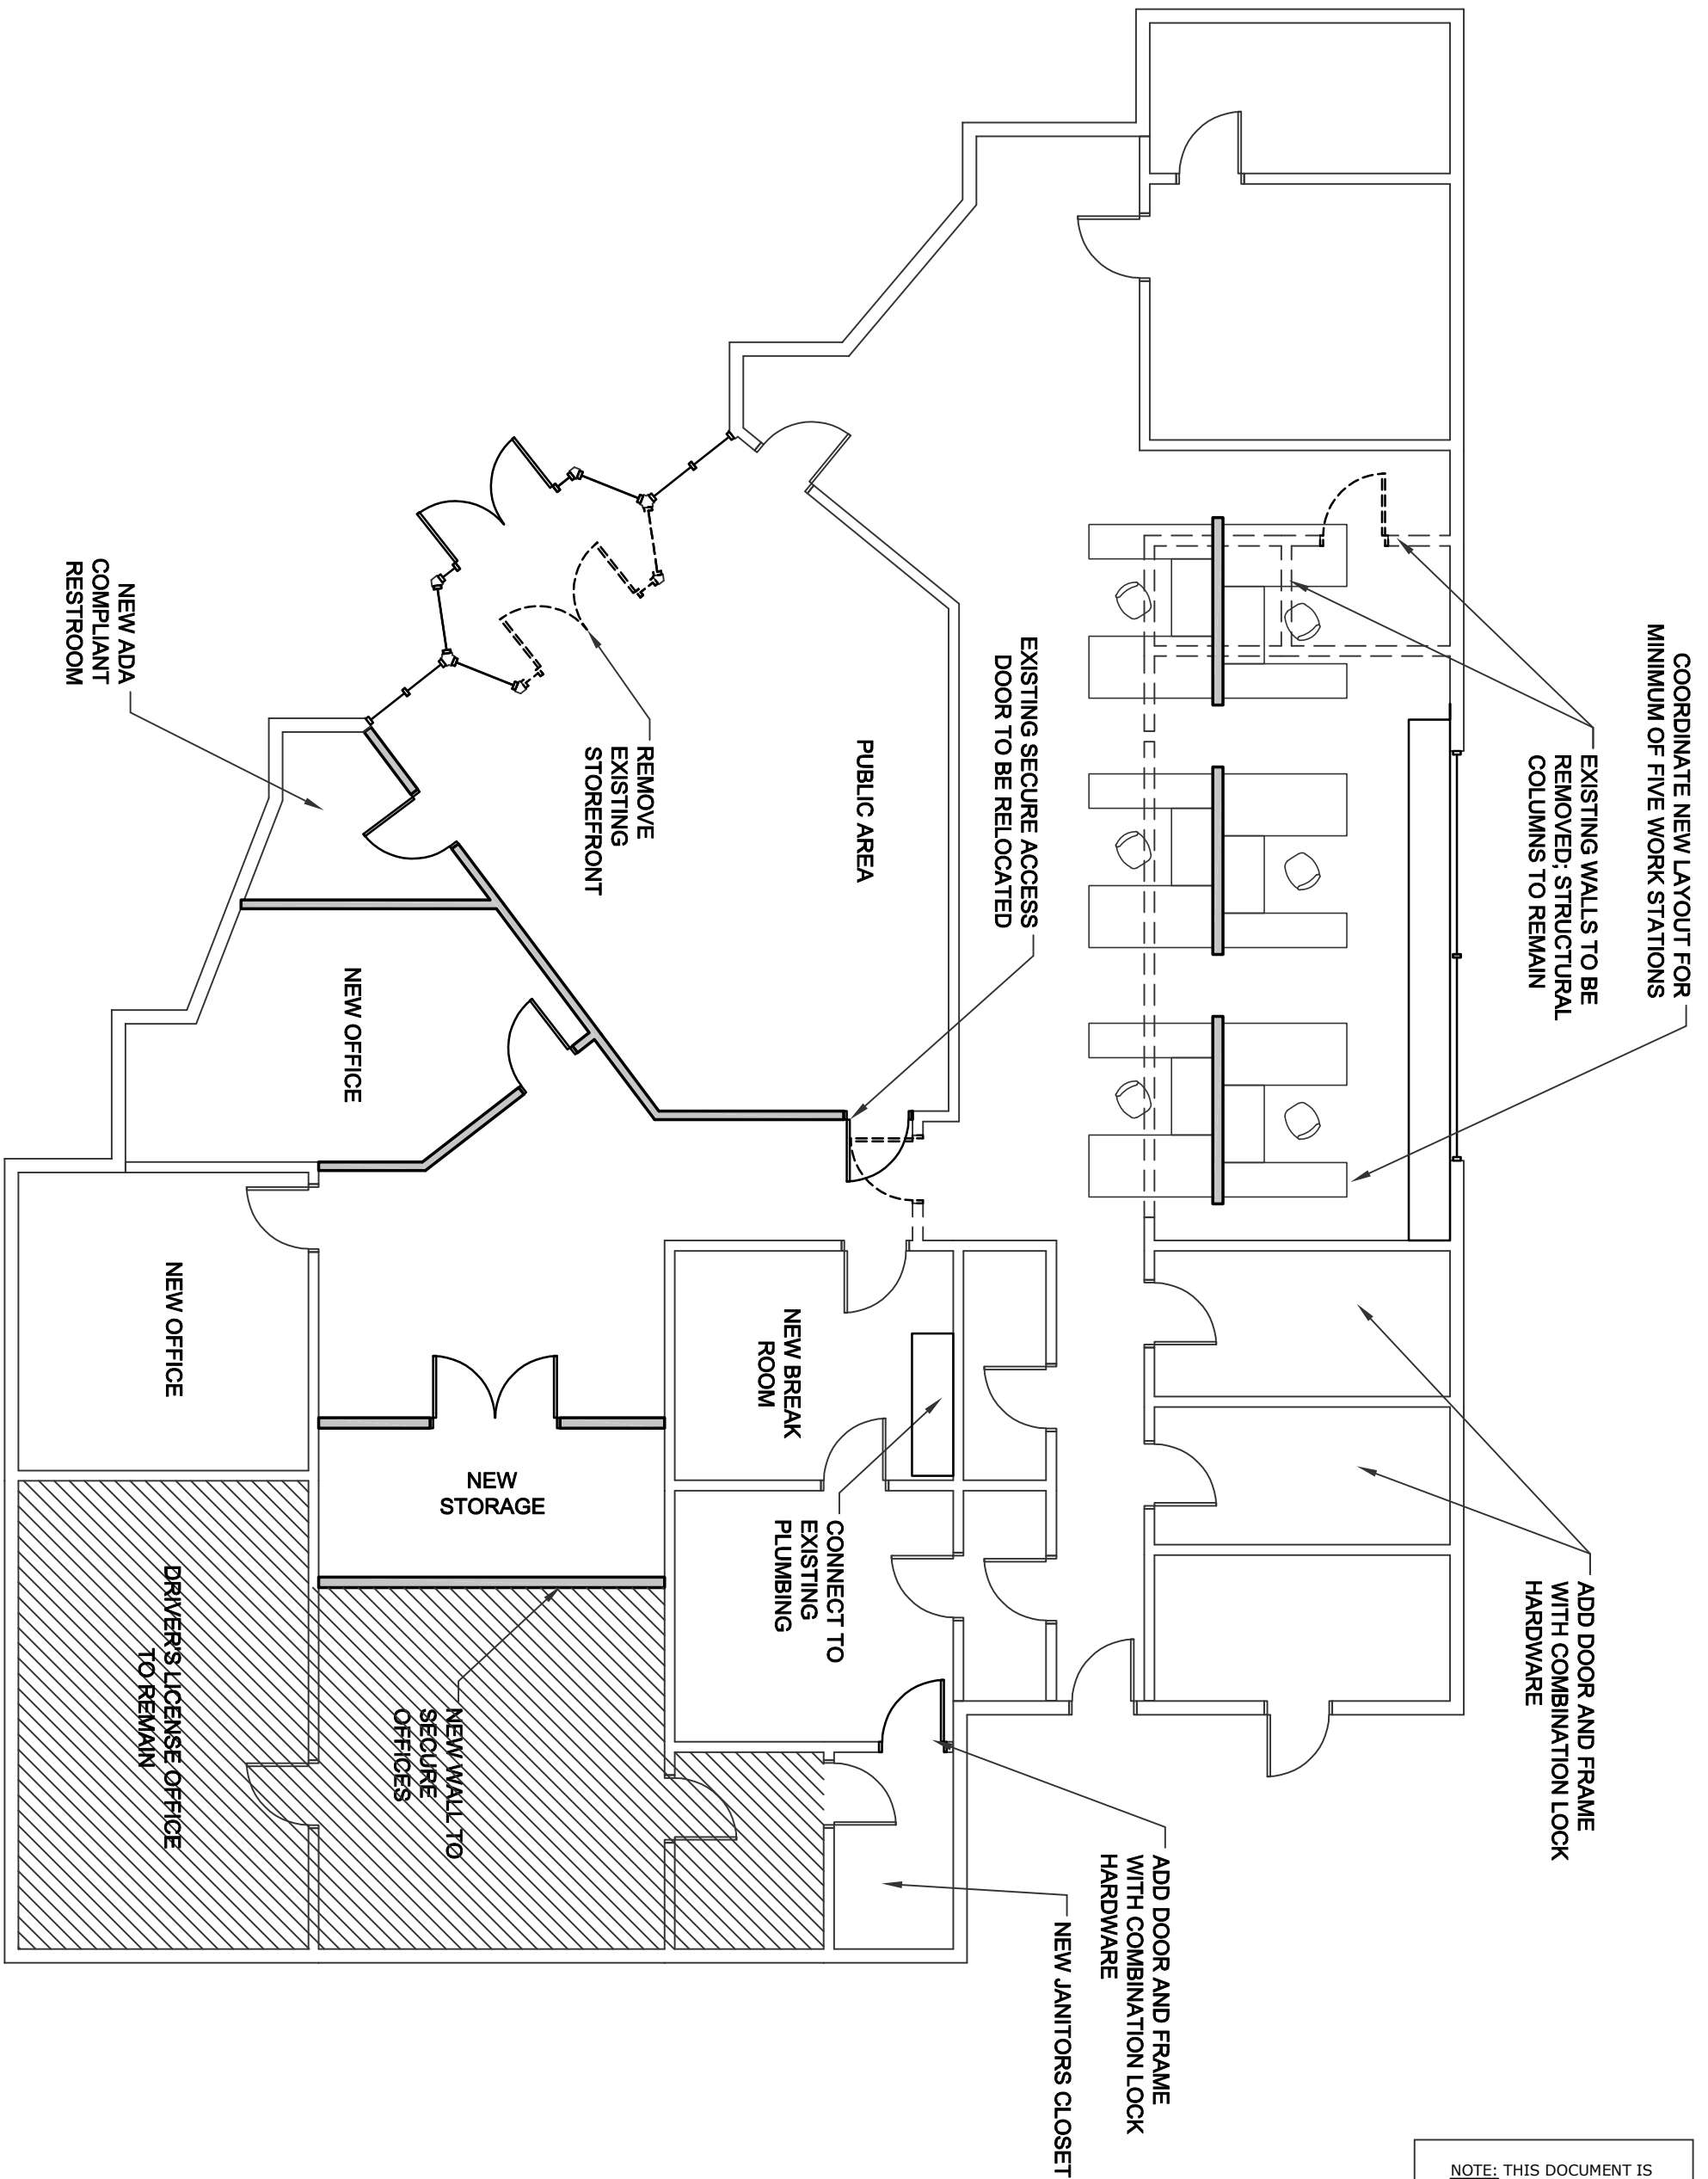 COORDINATE NEW LAYOUT FOR
MINIMUM OF FIVE WORK STATIONS
EXISTING WALLS TO BE
REMOVED; STRUCTURAL
COLUMNS TO REMAIN
ADD DOOR AND FRAME
WITH COMBINATION LOCK
HARDWARE
EXISTING SECURE ACCESS
DOOR TO BE RELOCATED
PUBLIC AREA
REMOVE
EXISTING
STOREFRONT
NEW ADA
COMPLIANT
RESTROOM
NEW OFFICE
NEW OFFICE
NEW BREAK
ROOM
CONNECT TO
EXISTING
PLUMBING
NEW
STORAGE
NEW WALL TO
SECURE
OFFICES
DRIVER'S LICENSE OFFICE
TO REMAIN
ADD DOOR AND FRAME
WITH COMBINATION LOCK
HARDWARE
NEW JANITORS CLOSET
NOTE: THIS DOCUMENT IS